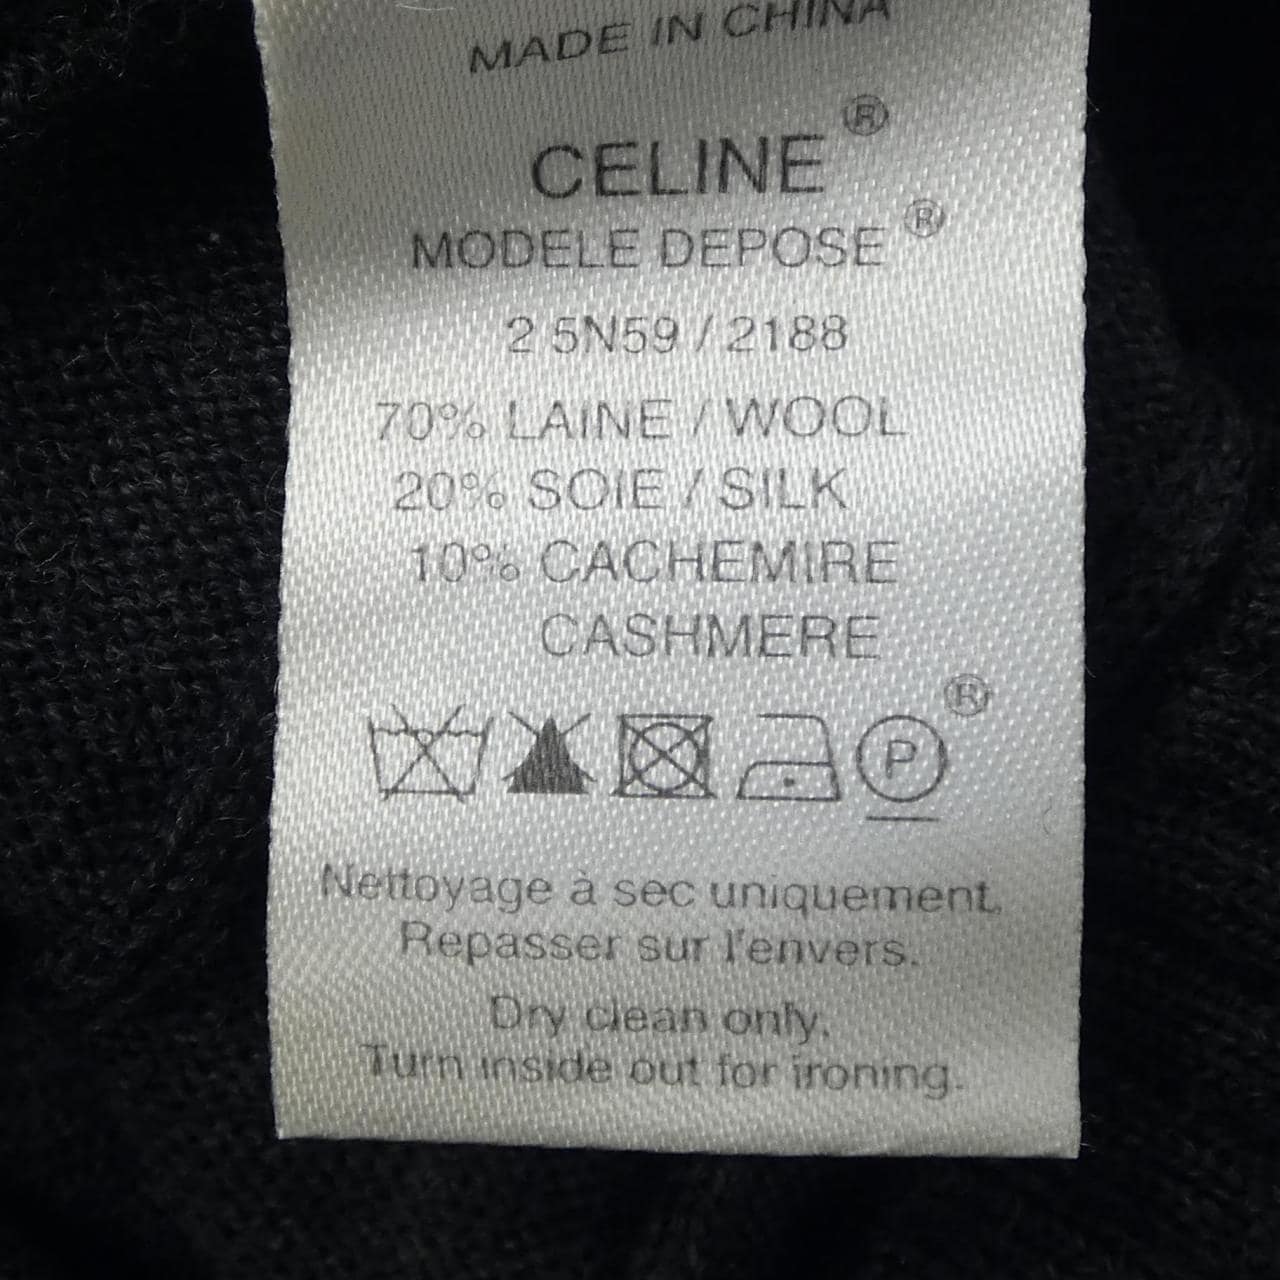 MADE IN CHINA
CELINE®
MODELE DEPOSE®
2 5N59 / 2188
70% LAINE / WOOL
20% SOIE / SILK
10% CACHEMIRE
CASHMERE
P ®
Nettoyage à sec uniquement.
Repasser sur l'envers.
Dry clean only.
Turn inside out for ironing.